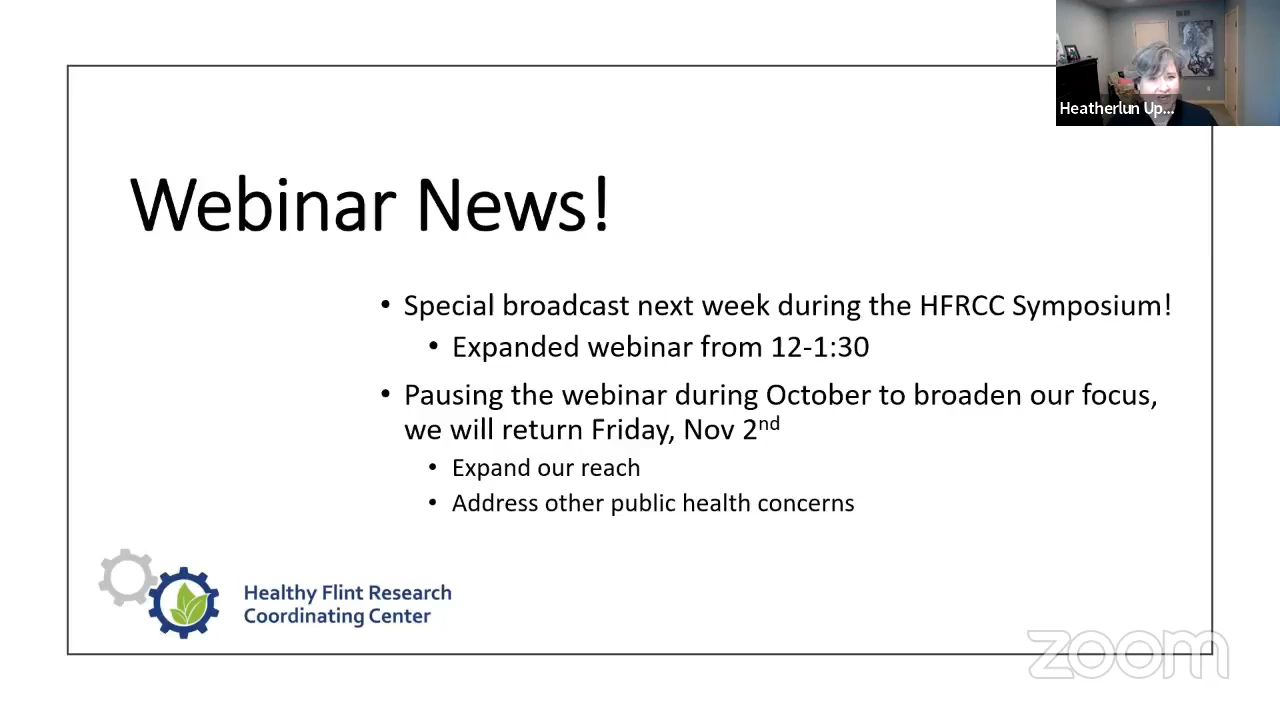 Heatherlun Up...
Webinar News!
• Special broadcast next week during the HFRCC Symposium!
• Expanded webinar from 12-1:30
• Pausing the webinar during October to broaden our focus,
we will return Friday, Nov 2nd
• Expand our reach
• Address other public health concerns
Healthy Flint Research
Coordinating Center
zoom